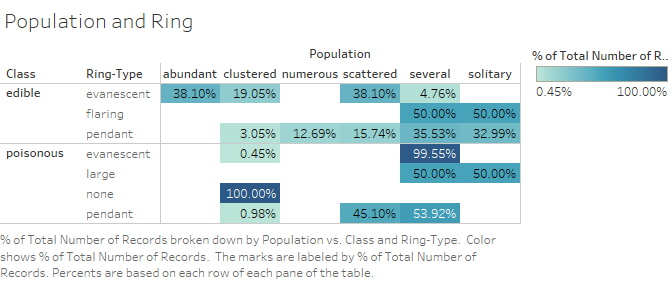 Population and Ring
Population
% of Total Number of R..
Class Ring-Type abundant clustered numerous scattered several solitary
0.45% 100.00%
edible evanescent 38.10% 19.05% 38.10% 4.76%
flaring 50.00% 50.00%
pendant 3.05% 12.69% 15.74% 35.53% 32.99%
poisonous evanescent 0.45% 99.55%
large 50.00% 50.00%
none 100.00%
pendant 0.98% 45.10% 53.92%
% of Total Number of Records broken down by Population vs. Class and Ring-Type. Color
shows % of Total Number of Records. The marks are labeled by % of Total Number of
Records. Percents are based on each row of each pane of the table.